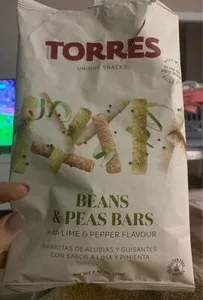 TORRES
UNIQUE SNACKS
BEANS
& PEAS BARS
with LIME & PEPPER FLAVOUR
BARRITAS DE ALUBIAS Y GUISANTES
CON SABOR A LIMA Y PIMIENTA